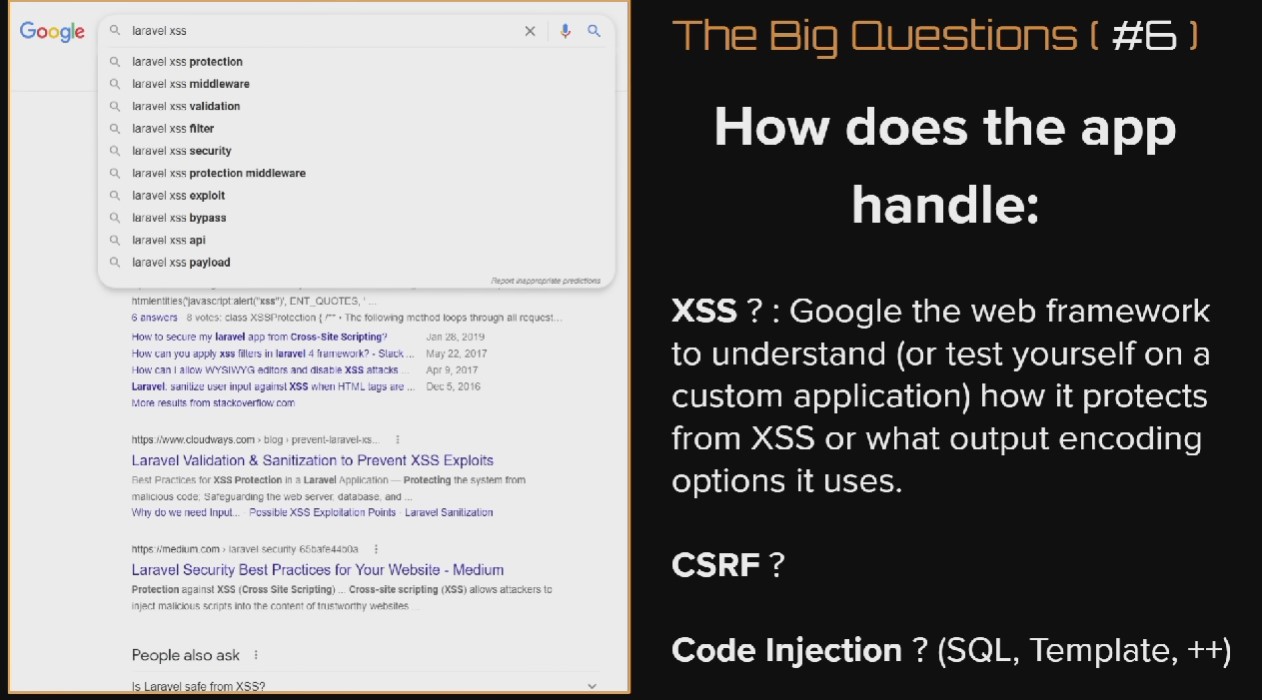 Google
laravel xss
laravel xss protection
laravel xss middleware
laravel xss validation
laravel xss filter
laravel xss security
laravel xss protection middleware
laravel xss exploit
laravel xss bypass
laravel xss api
laravel xss payload
Report inappropriate predictions
htmlentities('javascript:alert("xss")', ENT_QUOTES, ' ...
6 answers · 8 votes: class XSSProtection { /** * The following method loops through all request...
How to secure my laravel app from Cross-Site Scripting? Jan 28, 2019
How can you apply xss filters in laravel 4 framework? - Stack ... May 22, 2017
How can I allow WYSIWYG editors and disable XSS attacks ... Apr 9, 2017
Laravel, sanitize user input against XSS when HTML tags are ... Dec 5, 2016
More results from stackoverflow.com
https://www.cloudways.com › blog › prevent-laravel-xs...
Laravel Validation & Sanitization to Prevent XSS Exploits
Best Practices for XSS Protection in a Laravel Application — Protecting the system from
malicious code; Safeguarding the web server, database, and ...
Why do we need Input... · Possible XSS Exploitation Points · Laravel Sanitization
https://medium.com › laravel-security-65bafe44b0a
Laravel Security Best Practices for Your Website - Medium
Protection against XSS (Cross Site Scripting) ... Cross-site scripting (XSS) allows attackers to
inject malicious scripts into the content of trustworthy websites ...
People also ask
Is Laravel safe from XSS?
The Big Questions ( #6 )
How does the app
handle:
XSS ? : Google the web framework
to understand (or test yourself on a
custom application) how it protects
from XSS or what output encoding
options it uses.
CSRF ?
Code Injection ? (SQL, Template, ++)